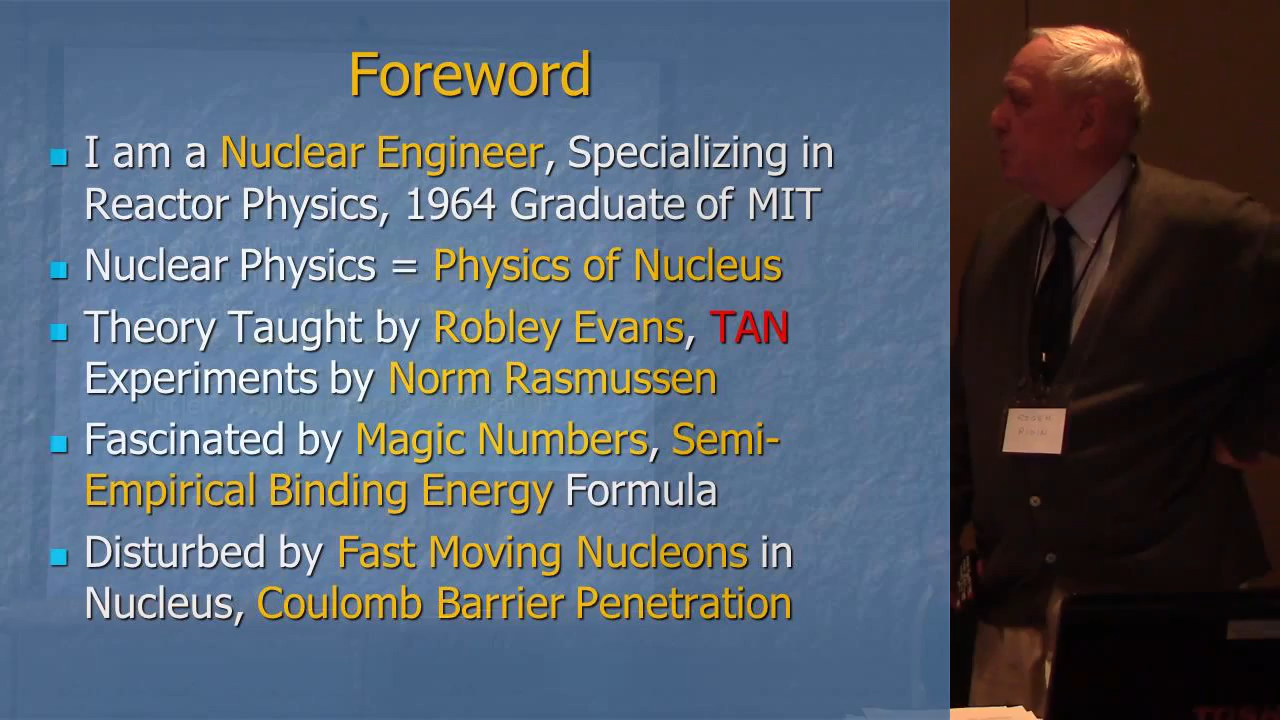 Foreword
I am a Nuclear Engineer, Specializing in
Reactor Physics, 1964 Graduate of MIT
Nuclear Physics = Physics of Nucleus
Theory Taught by Robley Evans, TAN
Experiments by Norm Rasmussen
Fascinated by Magic Numbers, Semi-
Empirical Binding Energy Formula
Disturbed by Fast Moving Nucleons in
Nucleus, Coulomb Barrier Penetration